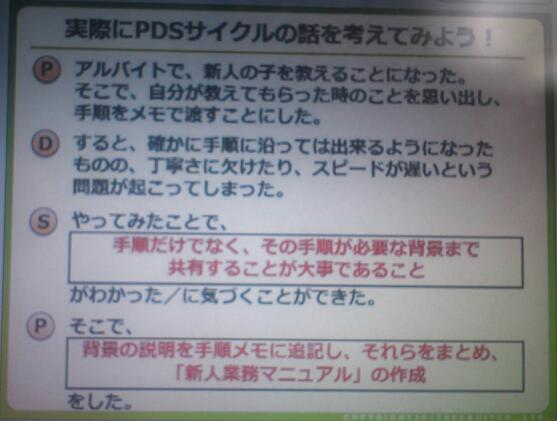 実際にPDSサイクルの話を考えてみよう！
P アルバイトで、新人の子を教えることになった。
そこで、自分が教えてもらった時のことを思い出し、
手順をメモで渡すことにした。
D すると、確かに手順に沿っては出来るようになった
ものの、丁寧さに欠けたり、スピードが遅いという
問題が起こってしまった。
S やってみたことで、
手順だけでなく、その手順が必要な背景まで
共有することが大事であること
がわかった／に気づくことができた。
P そこで、
背景の説明を手順メモに追記し、それらをまとめ、
「新人業務マニュアル」の作成
をした。